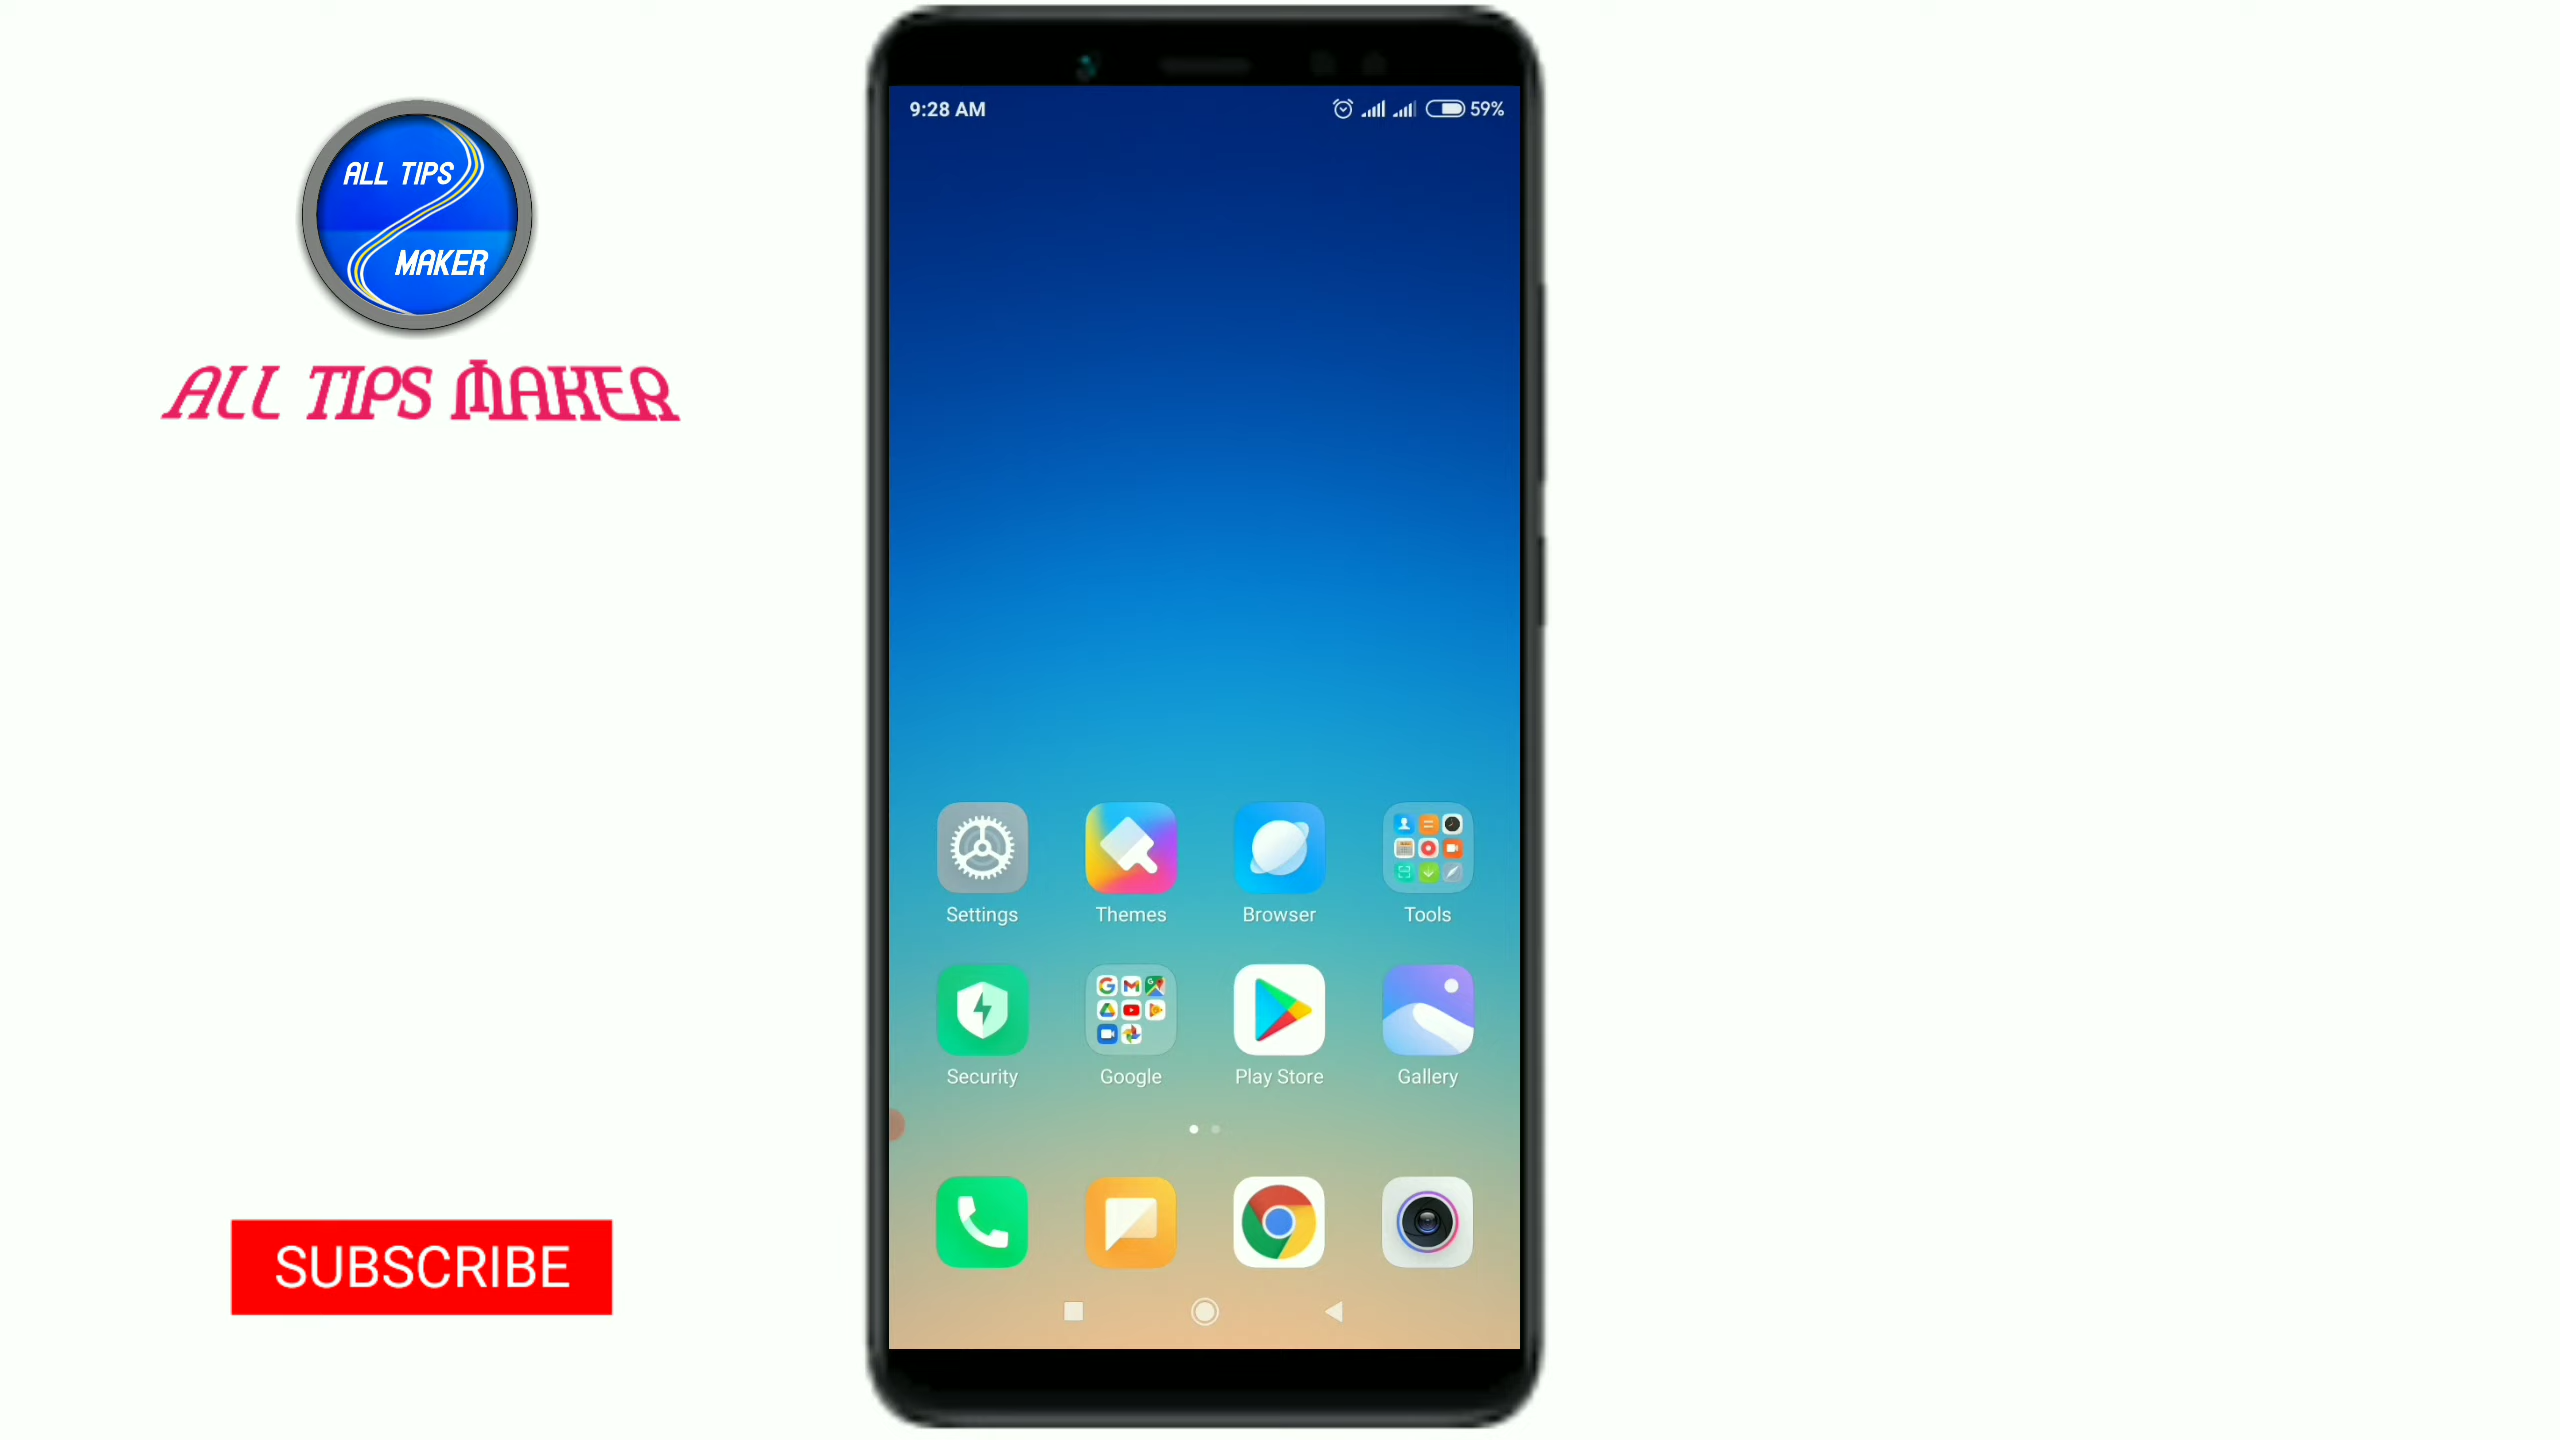 ALL TIPS
MAKER
ALL TIPS MAKER
SUBSCRIBE
9:28 AM
59%
Settings
Themes
Browser
Tools
Security
Google
Play Store
Gallery